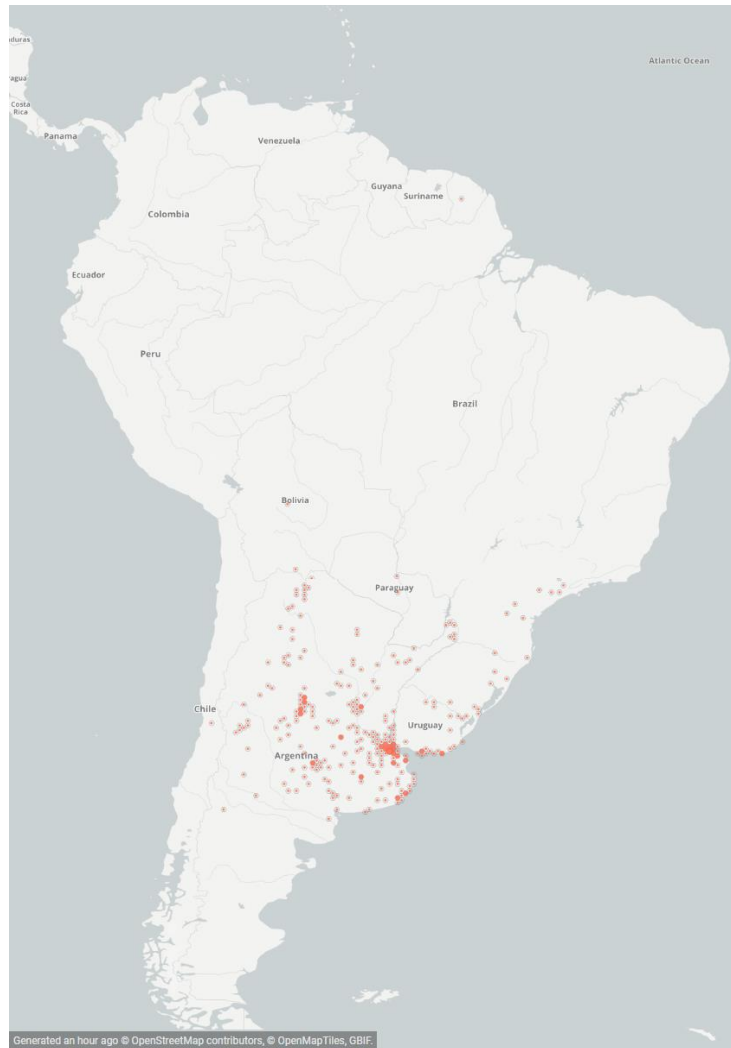 nduras
ragua
Costa
Rica
Panama
Atlantic Ocean
Venezuela
Guyana
Suriname
Colombia
Ecuador
Peru
Brazil
Bolivia
Paraguay
Chile
Uruguay
Argentina
Generated an hour ago © OpenStreetMap contributors, © OpenMapTiles, GBIF.